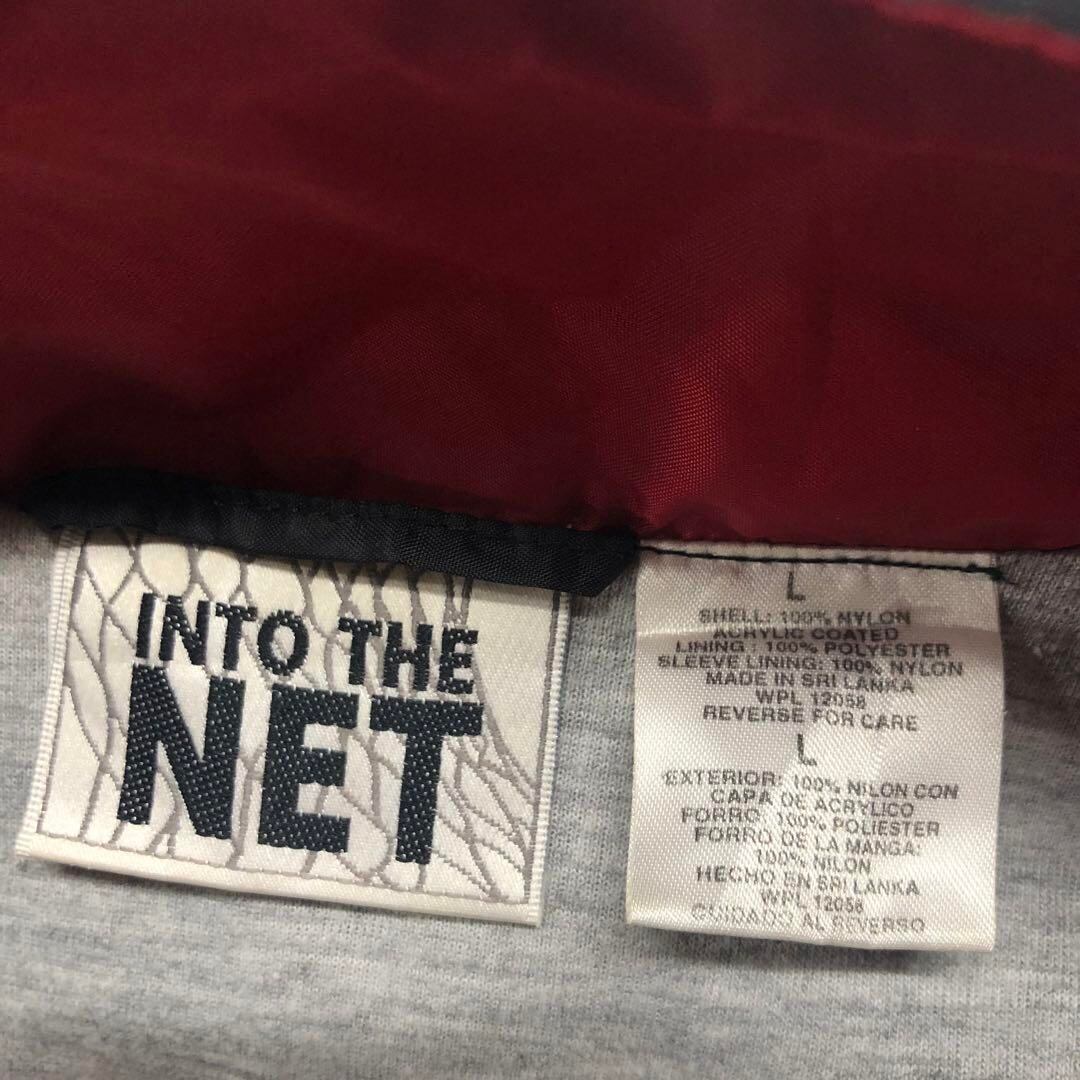 INTO THE
NET
L
SHELL: 100% NYLON
ACRYLIC COATED
LINING : 100% POLYESTER
SLEEVE LINING: 100% NYLON
MADE IN SRI LANKA
WPL 12058
REVERSE FOR CARE
L
EXTERIOR: 100% NILON CON
CAPA DE ACRYLICO
FORRO: 100% POLIESTER
FORRO DE LA MANGA:
100% NILON
HECHO EN SRI LANKA
WPL 12058
CUIDADO AL REVERSO